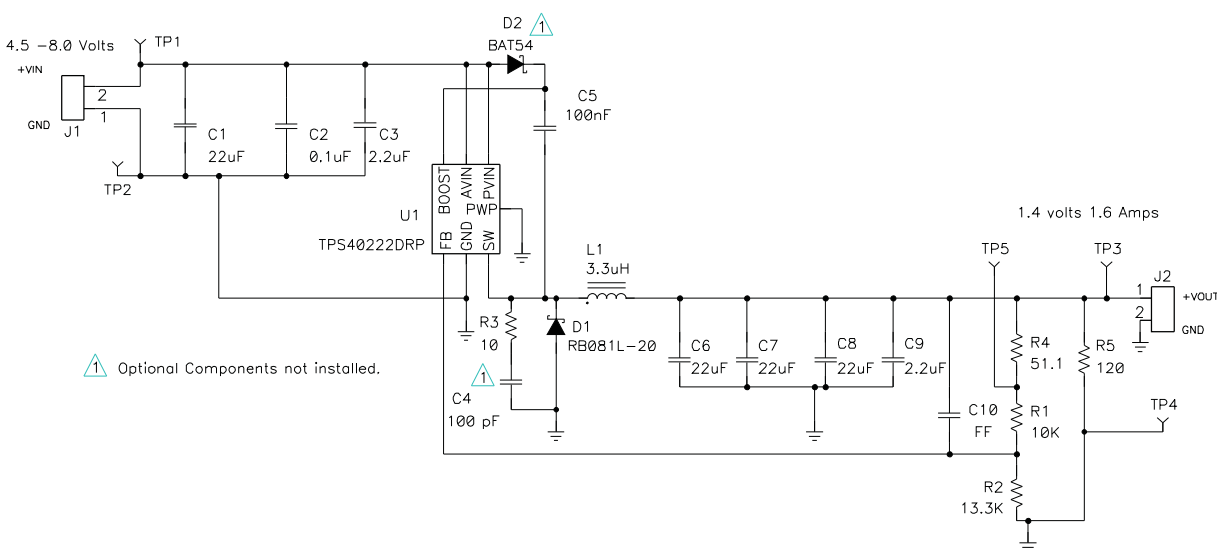 D2
1
BAT54
4.5 -8.0 Volts
TP1
+VIN
2
1
GND
J1
C1
22uF
C2
0.1uF
C3
2.2uF
C5
100nF
TP2
BOOST
AVIN
PVIN
PWP
U1
TPS40222DRP
FB
GND
SW
1.4 volts 1.6 Amps
L1
3.3uH
TP5
TP3
J2
1
2
+VOUT
GND
R3
10
D1
RB081L-20
C6
22uF
C7
22uF
C8
22uF
C9
2.2uF
R4
51.1
R5
120
1 Optional Components not installed.
1
C4
100 pF
C10
FF
R1
10K
TP4
R2
13.3K